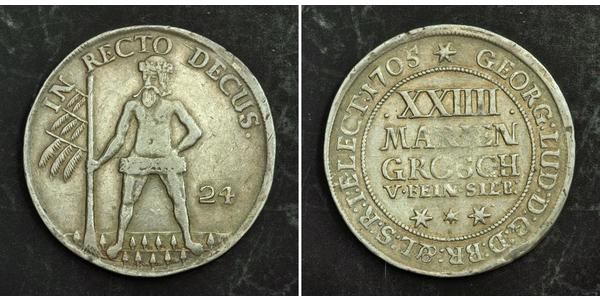 IN RECTO DECUS.
24
GEORG: LUD: D: G: D: BR: & L: S: R: I: ELECT: 1705
·XXIIII·
MARIEN
GROSCH
V·FEIN·SILB: